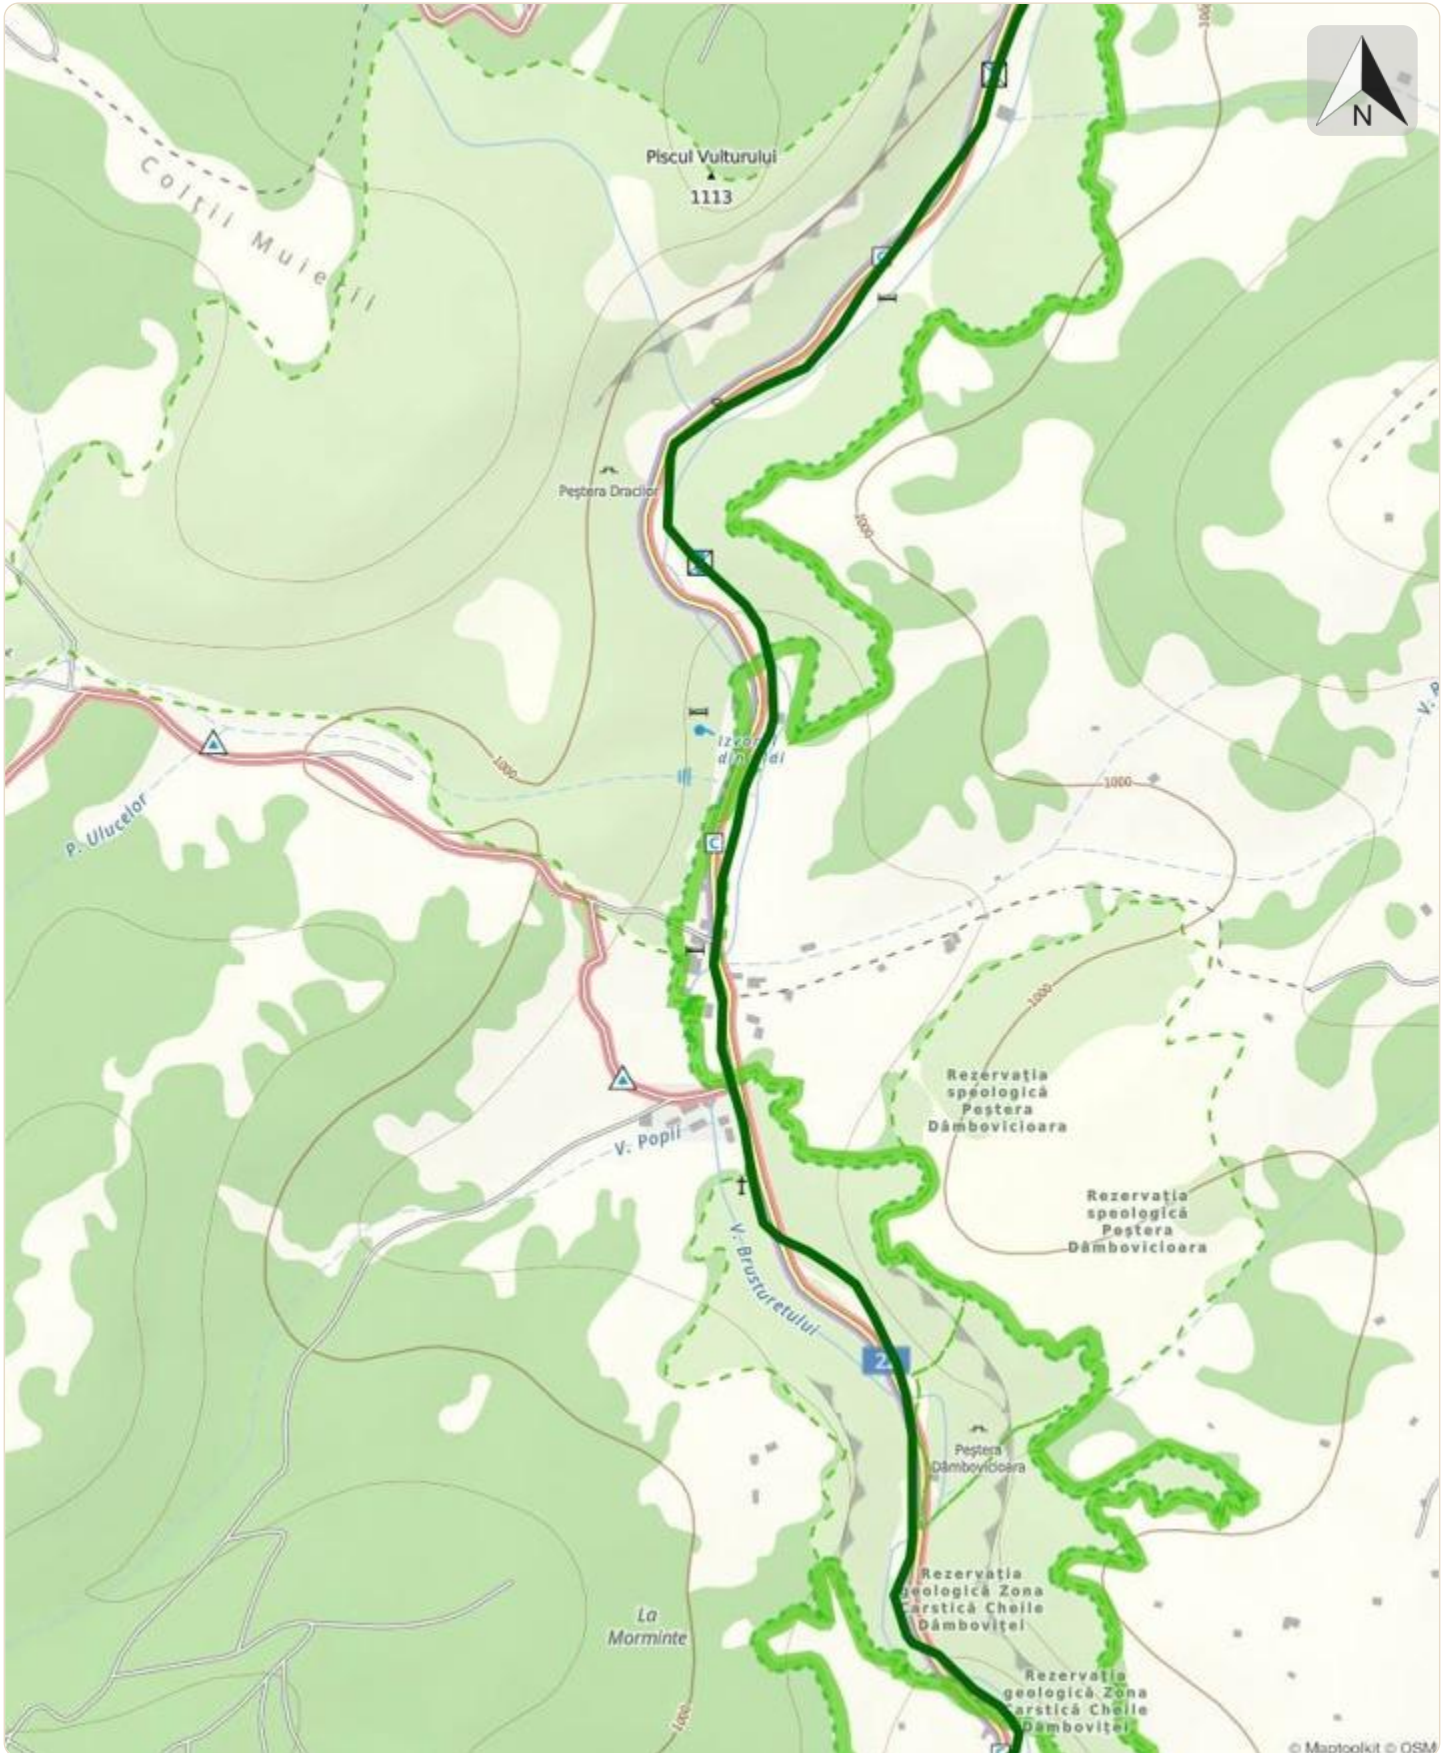 1000
N
Colții Muierii
Piscul Vulturului
1113
Peștera Dracilor
1000
1000
1000
P. Ulucelor
C
1000
Rezervația
speologică
Peștera
Dâmbovicioara
V. Popii
Rezervația
speologică
Peștera
Dâmbovicioara
V. Brusturetului
Peștera
Dâmbovicioara
Rezervația
geologică Zona
Carstică Cheile
Dâmboviței
La
Morminte
Rezervația
geologică Zona
Carstică Cheile
Dâmboviței
1000
© Maptoolkit © OSM